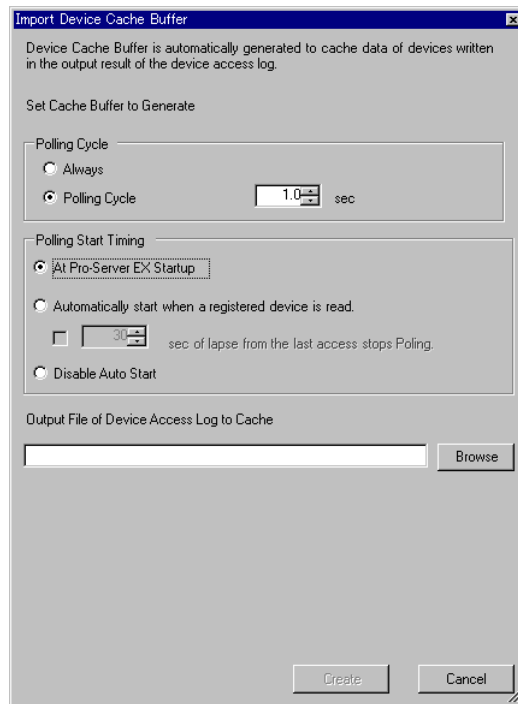 Import Device Cache Buffer
Device Cache Buffer is automatically generated to cache data of devices written
in the output result of the device access log.
Set Cache Buffer to Generate
Polling Cycle
Always
Polling Cycle 1.0 sec
Polling Start Timing
At Pro-Server EX Startup
Automatically start when a registered device is read.
30 sec of lapse from the last access stops Poling.
Disable Auto Start
Output File of Device Access Log to Cache
Browse
Create Cancel